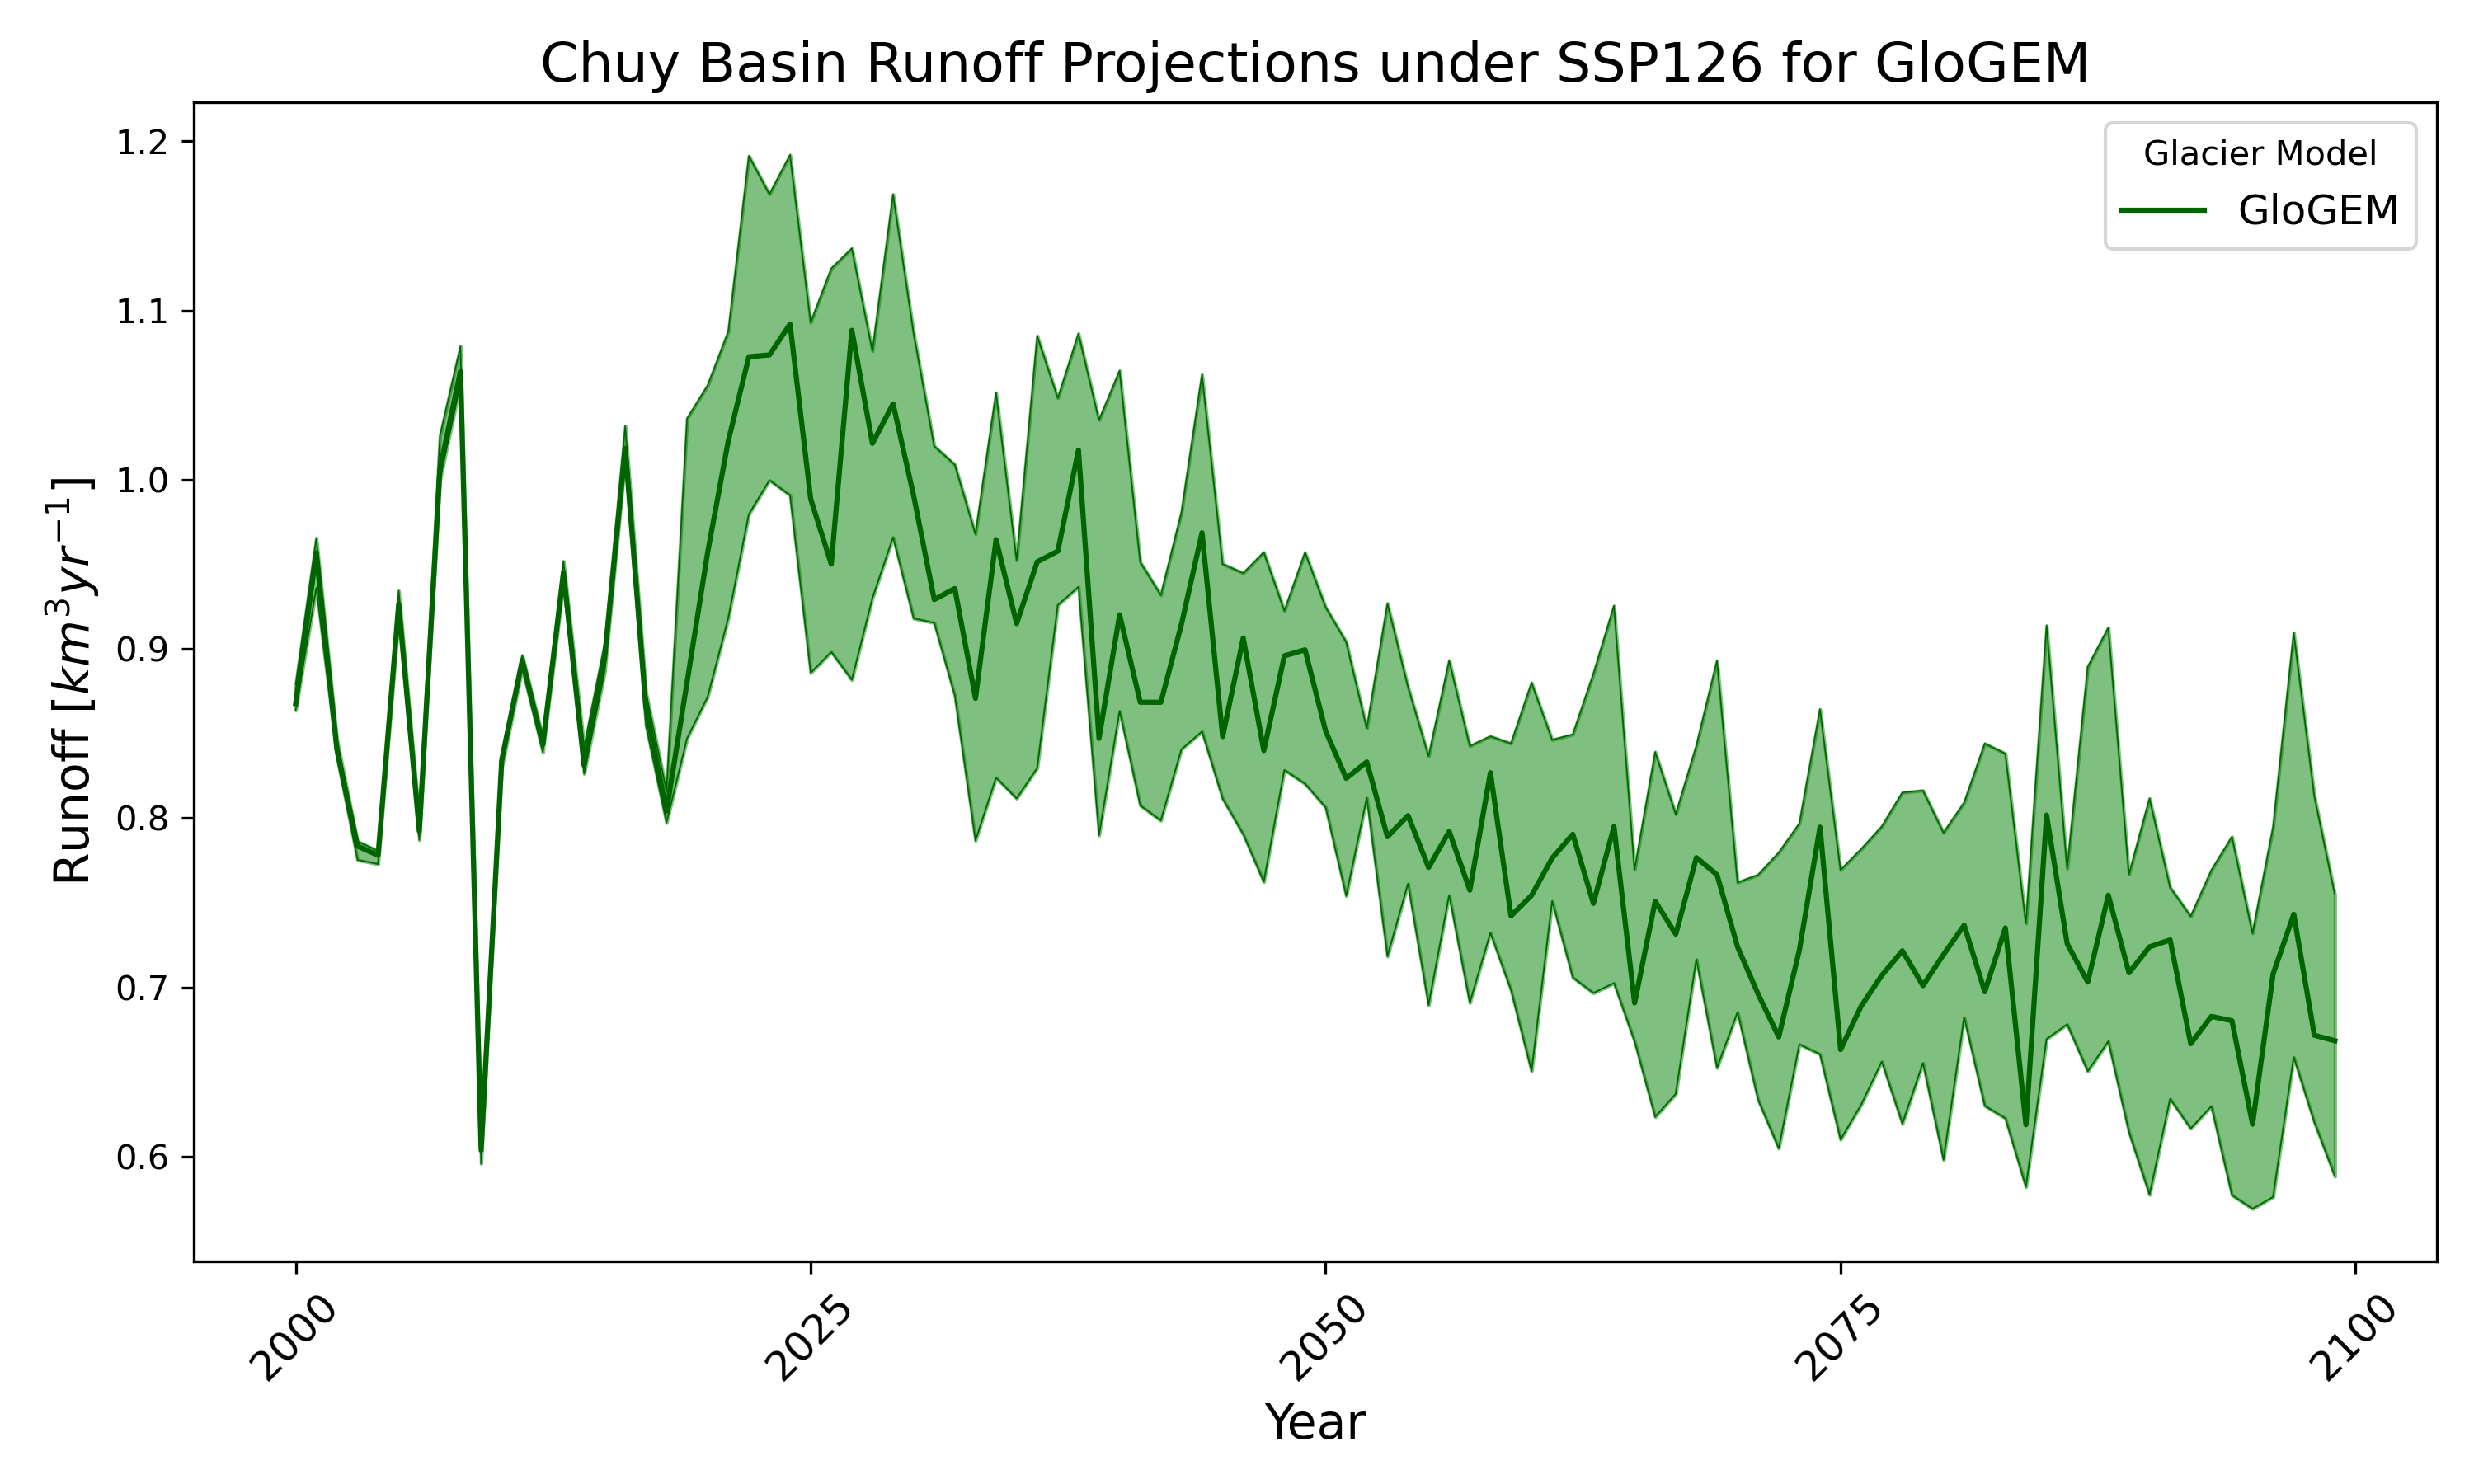 Chuy Basin Runoff Projections under SSP126 for GloGEM
Glacier Model
GloGEM
Runoff [km³yr⁻¹]
1.2
1.1
1.0
0.9
0.8
0.7
0.6
2000
2025
2050
2075
2100
Year